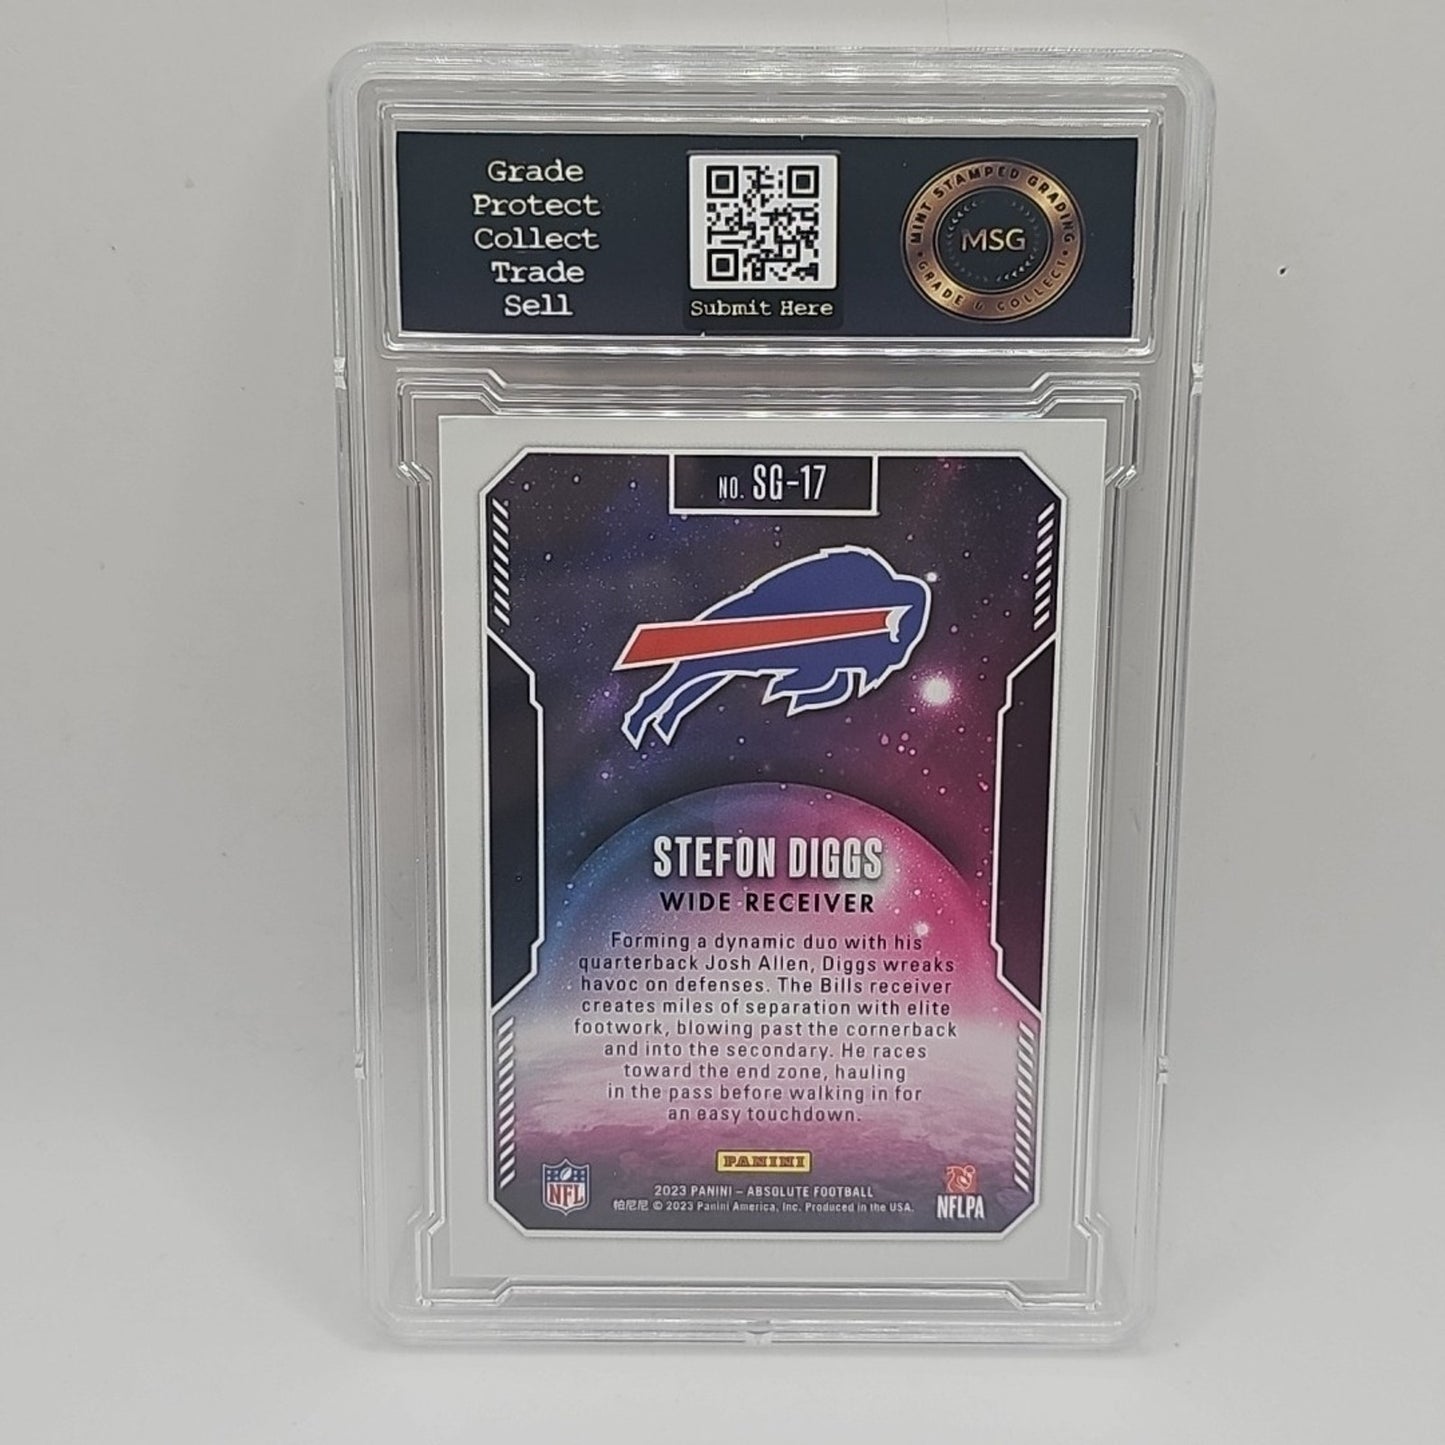 Grade
Protect
Collect
Trade
Sell
Submit Here
MINT STAMPED GRADING
MSG
GRADE & COLLECT
NO. SG-17
STEFON DIGGS
WIDE RECEIVER
Forming a dynamic duo with his
quarterback Josh Allen, Diggs wreaks
havoc on defenses. The Bills receiver
creates miles of separation with elite
footwork, blowing past the cornerback
and into the secondary. He races
toward the end zone, hauling
in the pass before walking in for
an easy touchdown.
PANINI
NFL
2023 PANINI – ABSOLUTE FOOTBALL
帕尼尼 © 2023 Panini America, Inc. Produced in the USA.
NFLPA